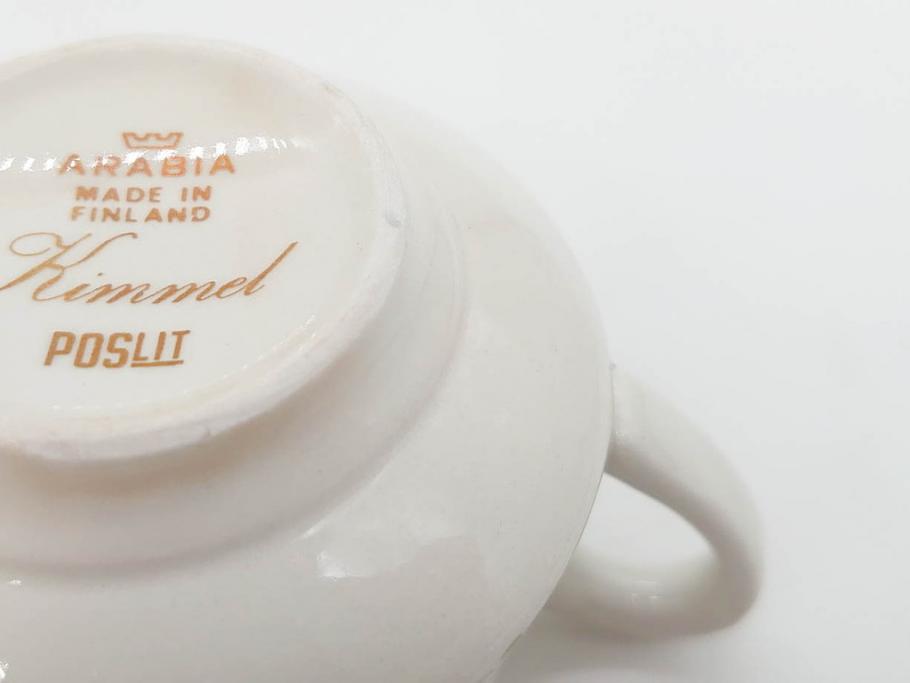 ARABIA
MADE IN
FINLAND
Kimmel
POSLIT